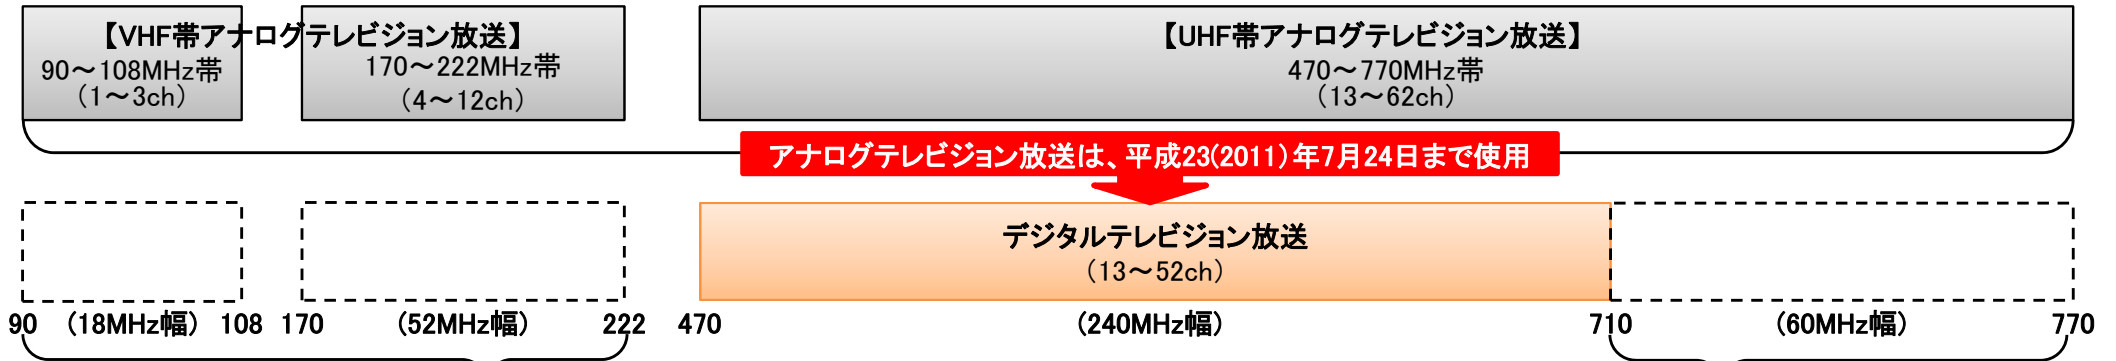 【VHF帯アナログテレビジョン放送】
90～108MHz帯
（1～3ch）
170～222MHz帯
（4～12ch）
【UHF帯アナログテレビジョン放送】
470～770MHz帯
（13～62ch）
アナログテレビジョン放送は、平成23(2011)年7月24日まで使用
デジタルテレビジョン放送
（13～52ch）
90 (18MHz幅) 108 170 (52MHz幅) 222 470 (240MHz幅) 710 (60MHz幅) 770